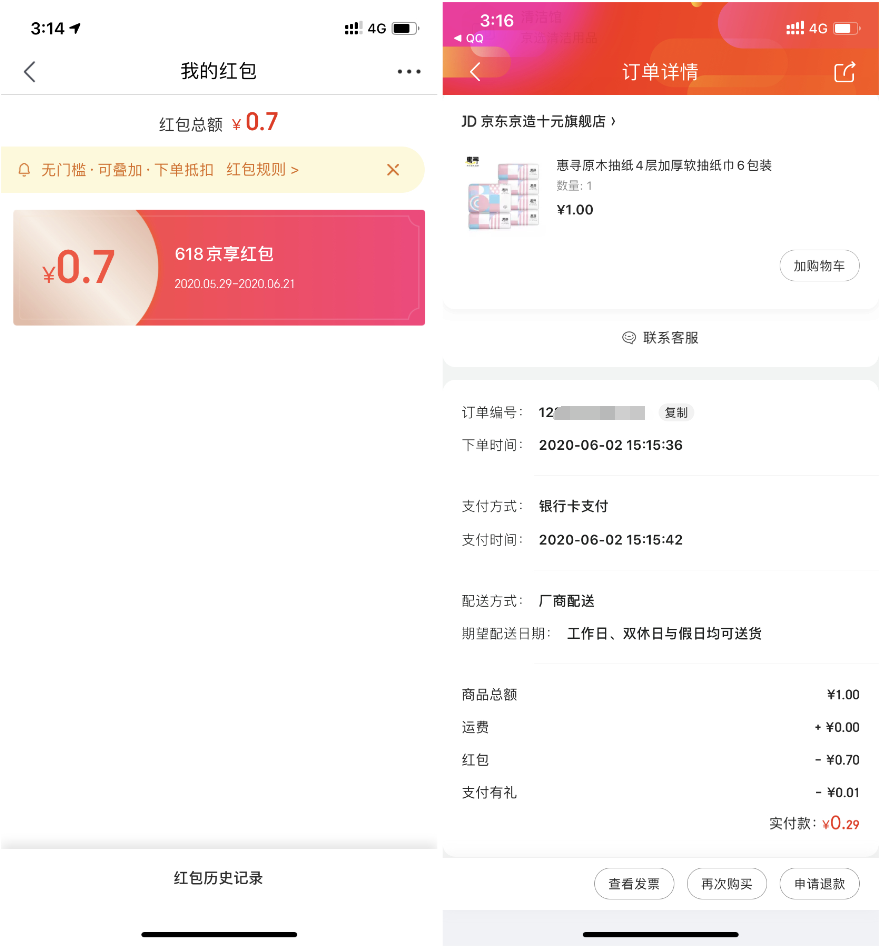 3:14
4G
我的红包
红包总额 ¥0.7
无门槛·可叠加·下单抵扣 红包规则 >
¥0.7
618京享红包
2020.05.29-2020.06.21
红包历史记录
3:16
4G
QQ
订单详情
JD 京东京造十元旗舰店
惠寻
惠寻原木抽纸4层加厚软抽纸巾6包装
数量: 1
¥1.00
加购物车
联系客服
订单编号: 12
复制
下单时间: 2020-06-02 15:15:36
支付方式: 银行卡支付
支付时间: 2020-06-02 15:15:42
配送方式: 厂商配送
期望配送日期: 工作日、双休日与假日均可送货
商品总额 ¥1.00
运费 + ¥0.00
红包 - ¥0.70
支付有礼 - ¥0.01
实付款: ¥0.29
查看发票
再次购买
申请退款